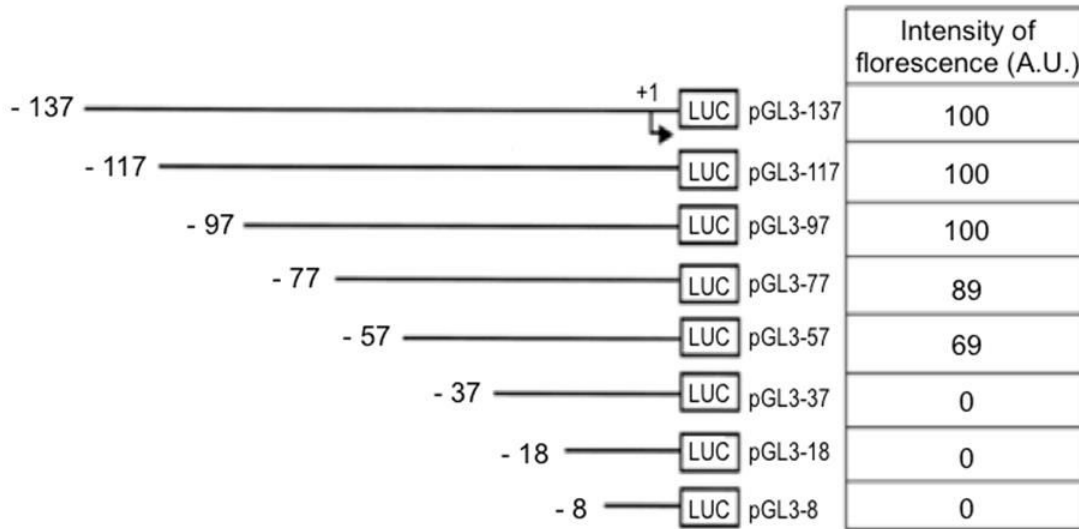 Intensity of
florescence (A.U.)
+1
- 137 LUC pGL3-137 100
- 117 LUC pGL3-117 100
- 97 LUC pGL3-97 100
- 77 LUC pGL3-77 89
- 57 LUC pGL3-57 69
- 37 LUC pGL3-37 0
- 18 LUC pGL3-18 0
- 8 LUC pGL3-8 0